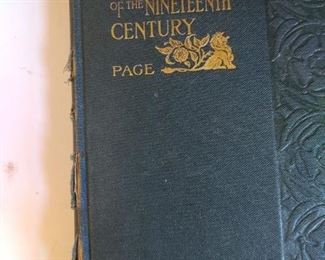 OF THE NINETEENTH
CENTURY
PAGE